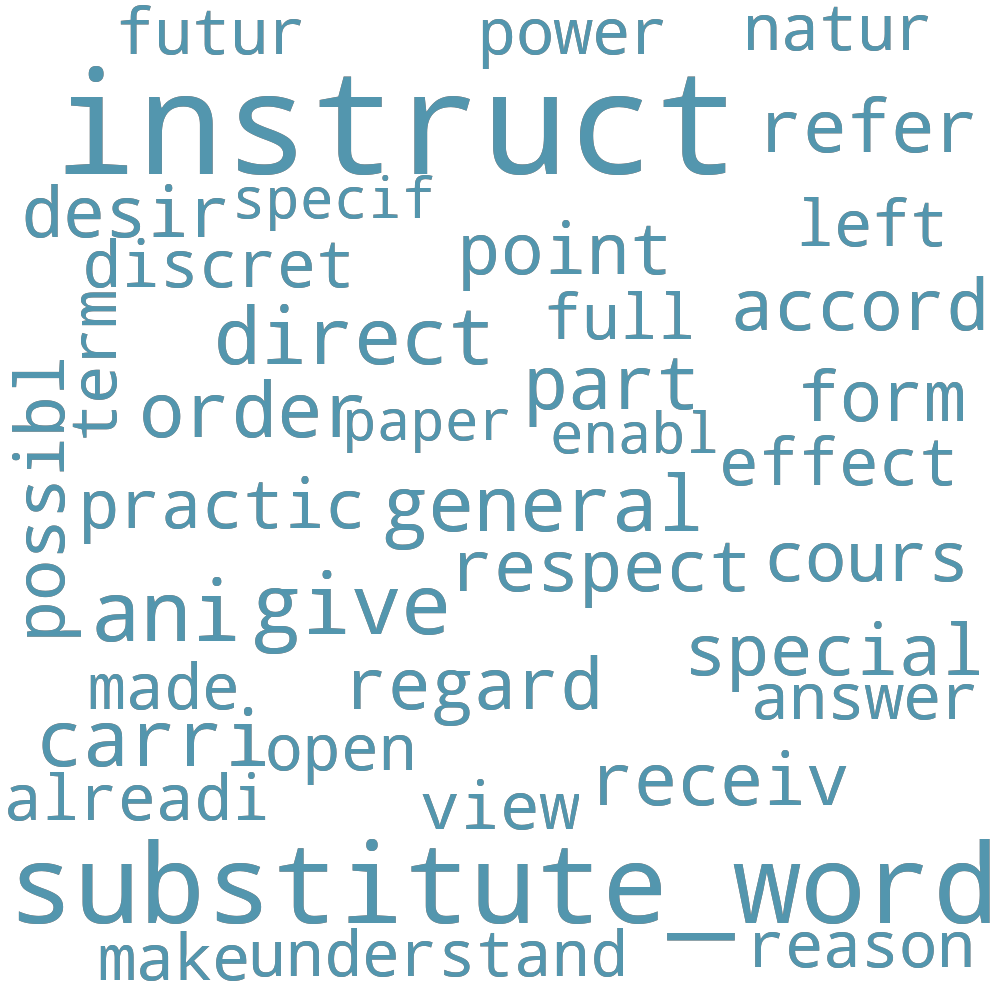 futur power natur
instruct refer
desir specif left
discret point
term direct full accord
possibl order paper part form
enabl effect
practic general
respect cours
ani give
special
made regard answer
carri open
alreadi view receiv
substitute_word
make understand reason